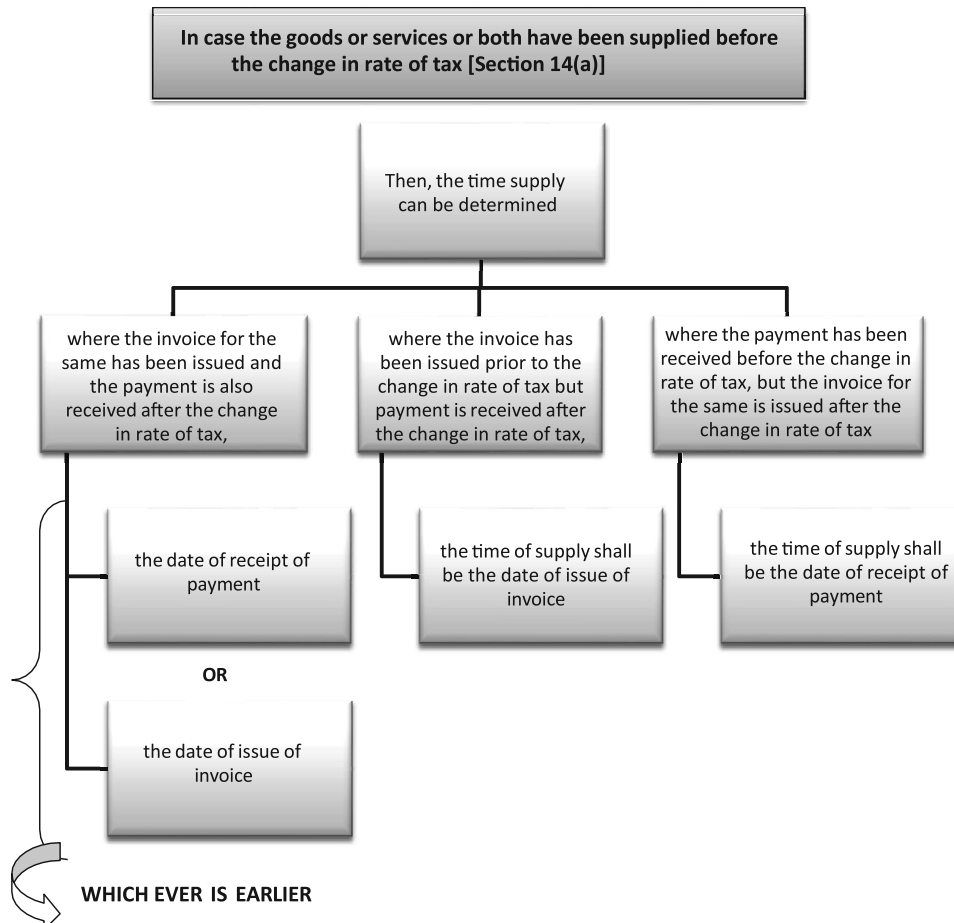 In case the goods or services or both have been supplied before
the change in rate of tax [Section 14(a)]
Then, the time supply
can be determined
where the invoice for the
same has been issued and
the payment is also
received after the change
in rate of tax,
where the invoice has
been issued prior to the
change in rate of tax but
payment is received after
the change in rate of tax,
where the payment has been
received before the change in
rate of tax, but the invoice for
the same is issued after the
change in rate of tax
the date of receipt of
payment
the time of supply shall
be the date of issue of
invoice
the time of supply shall
be the date of receipt of
payment
OR
the date of issue of
invoice
WHICH EVER IS EARLIER